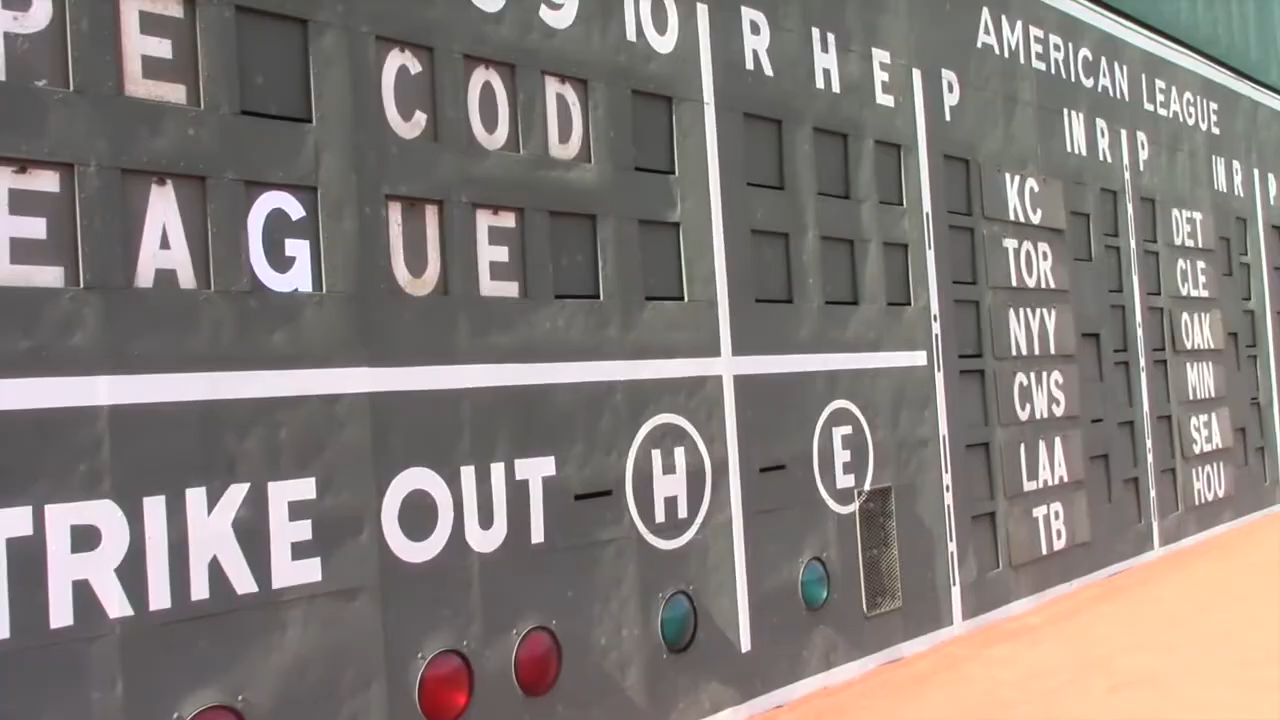 9 10 R H E P AMERICAN LEAGUE
IN R P IN R P
PE COD
EAGUE
KC DET
TOR CLE
NYY OAK
CWS MIN
LAA SEA
TB HOU
TRIKE OUT H E